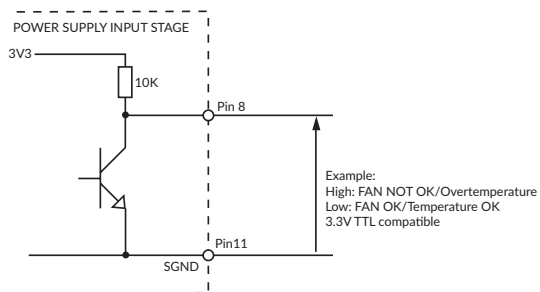 POWER SUPPLY INPUT STAGE
3V3
10K
Pin 8
Example:
High: FAN NOT OK/Overtemperature
Low: FAN OK/Temperature OK
3.3V TTL compatible
Pin11
SGND